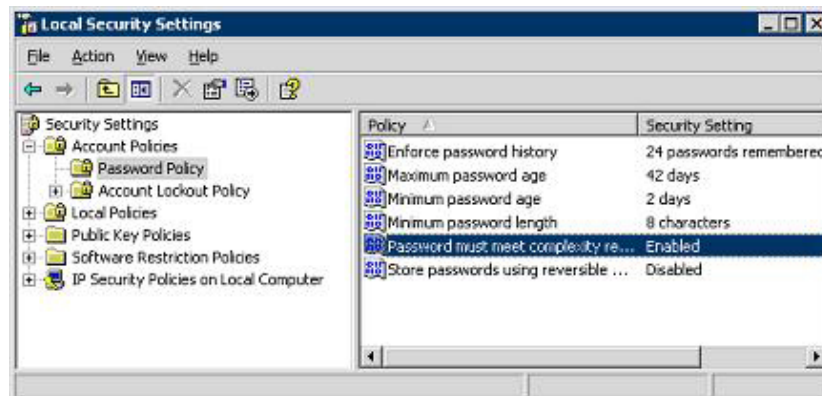 Local Security Settings
File Action View Help
Security Settings
Account Policies
Password Policy
Account Lockout Policy
Local Policies
Public Key Policies
Software Restriction Policies
IP Security Policies on Local Computer
Policy Security Setting
Enforce password history 24 passwords remembered
Maximum password age 42 days
Minimum password age 2 days
Minimum password length 8 characters
Password must meet complexity re... Enabled
Store passwords using reversible ... Disabled